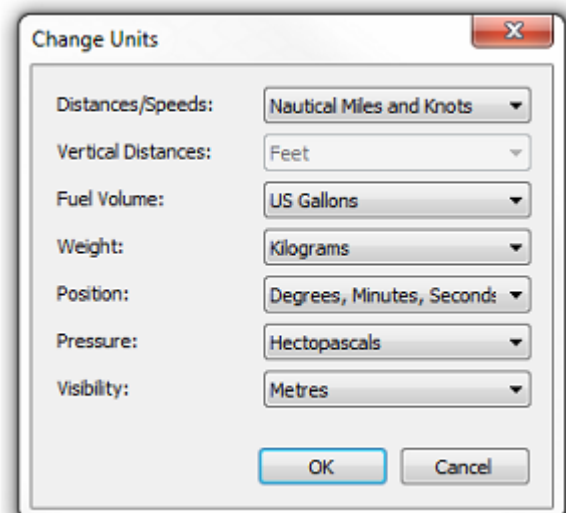 Change Units
Distances/Speeds: Nautical Miles and Knots
Vertical Distances: Feet
Fuel Volume: US Gallons
Weight: Kilograms
Position: Degrees, Minutes, Seconds
Pressure: Hectopascals
Visibility: Metres
OK Cancel